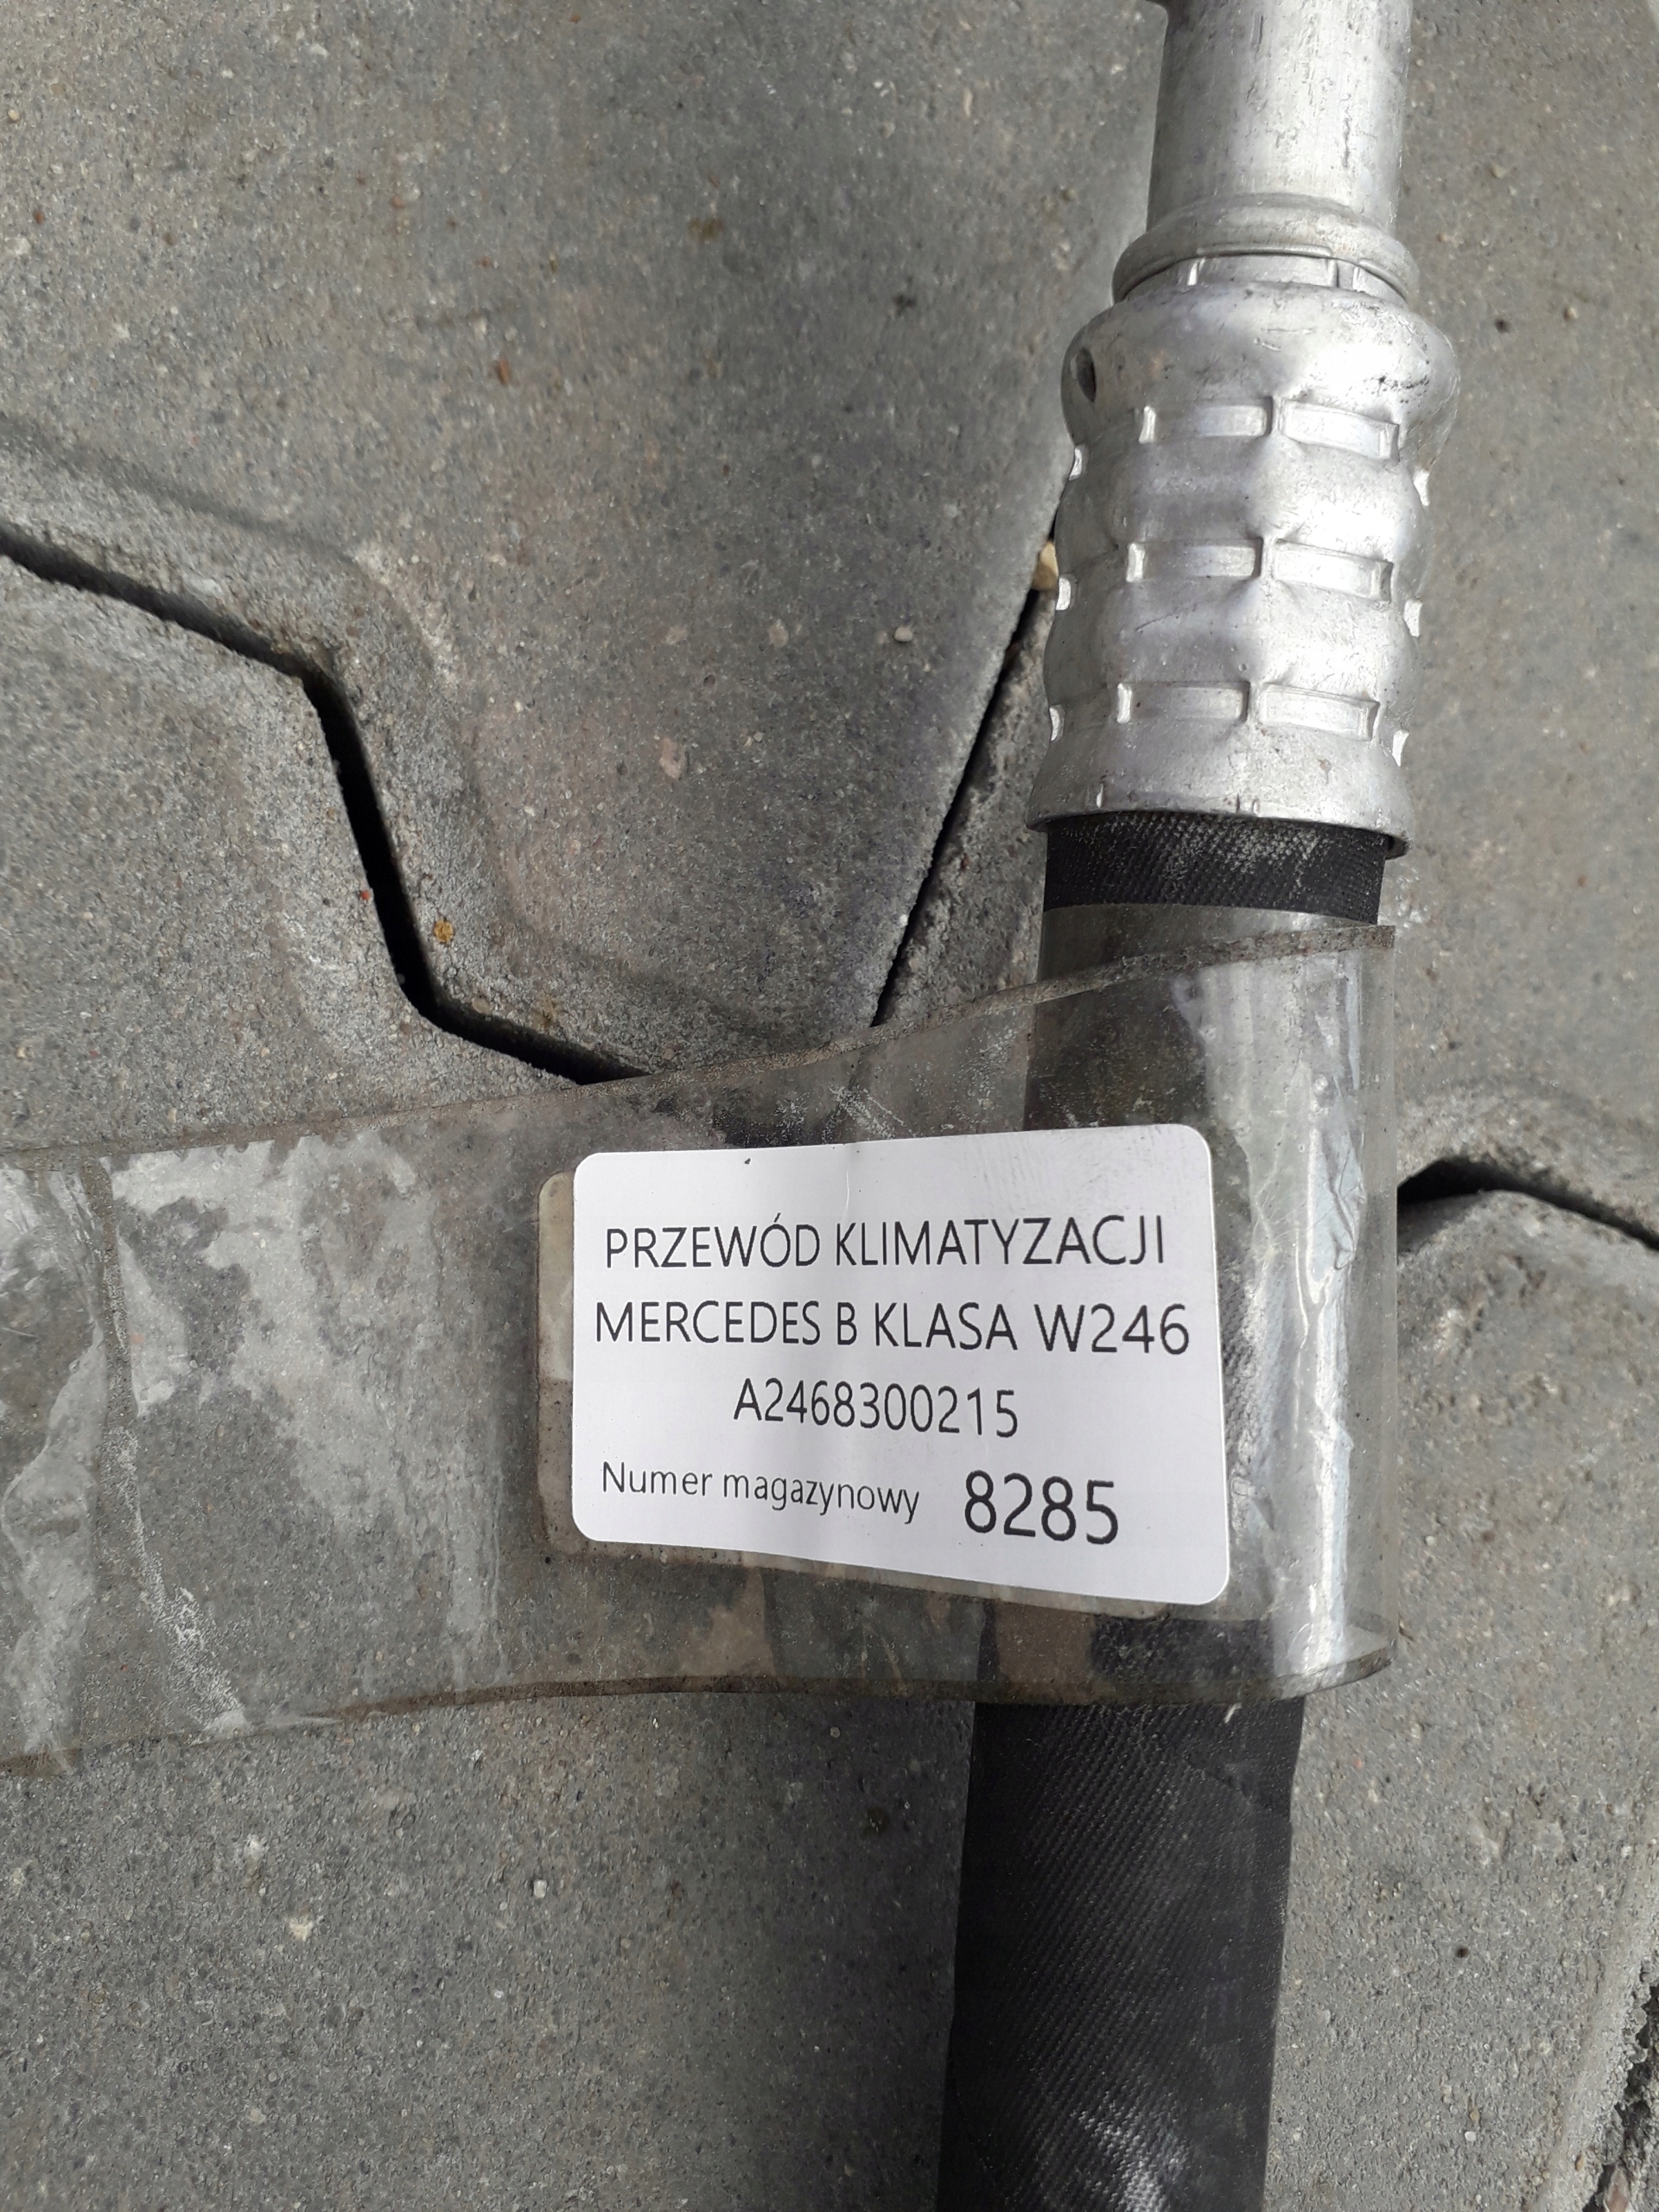 PRZEWÓD KLIMATYZACJI
MERCEDES B KLASA W246
A2468300215
Numer magazynowy 8285